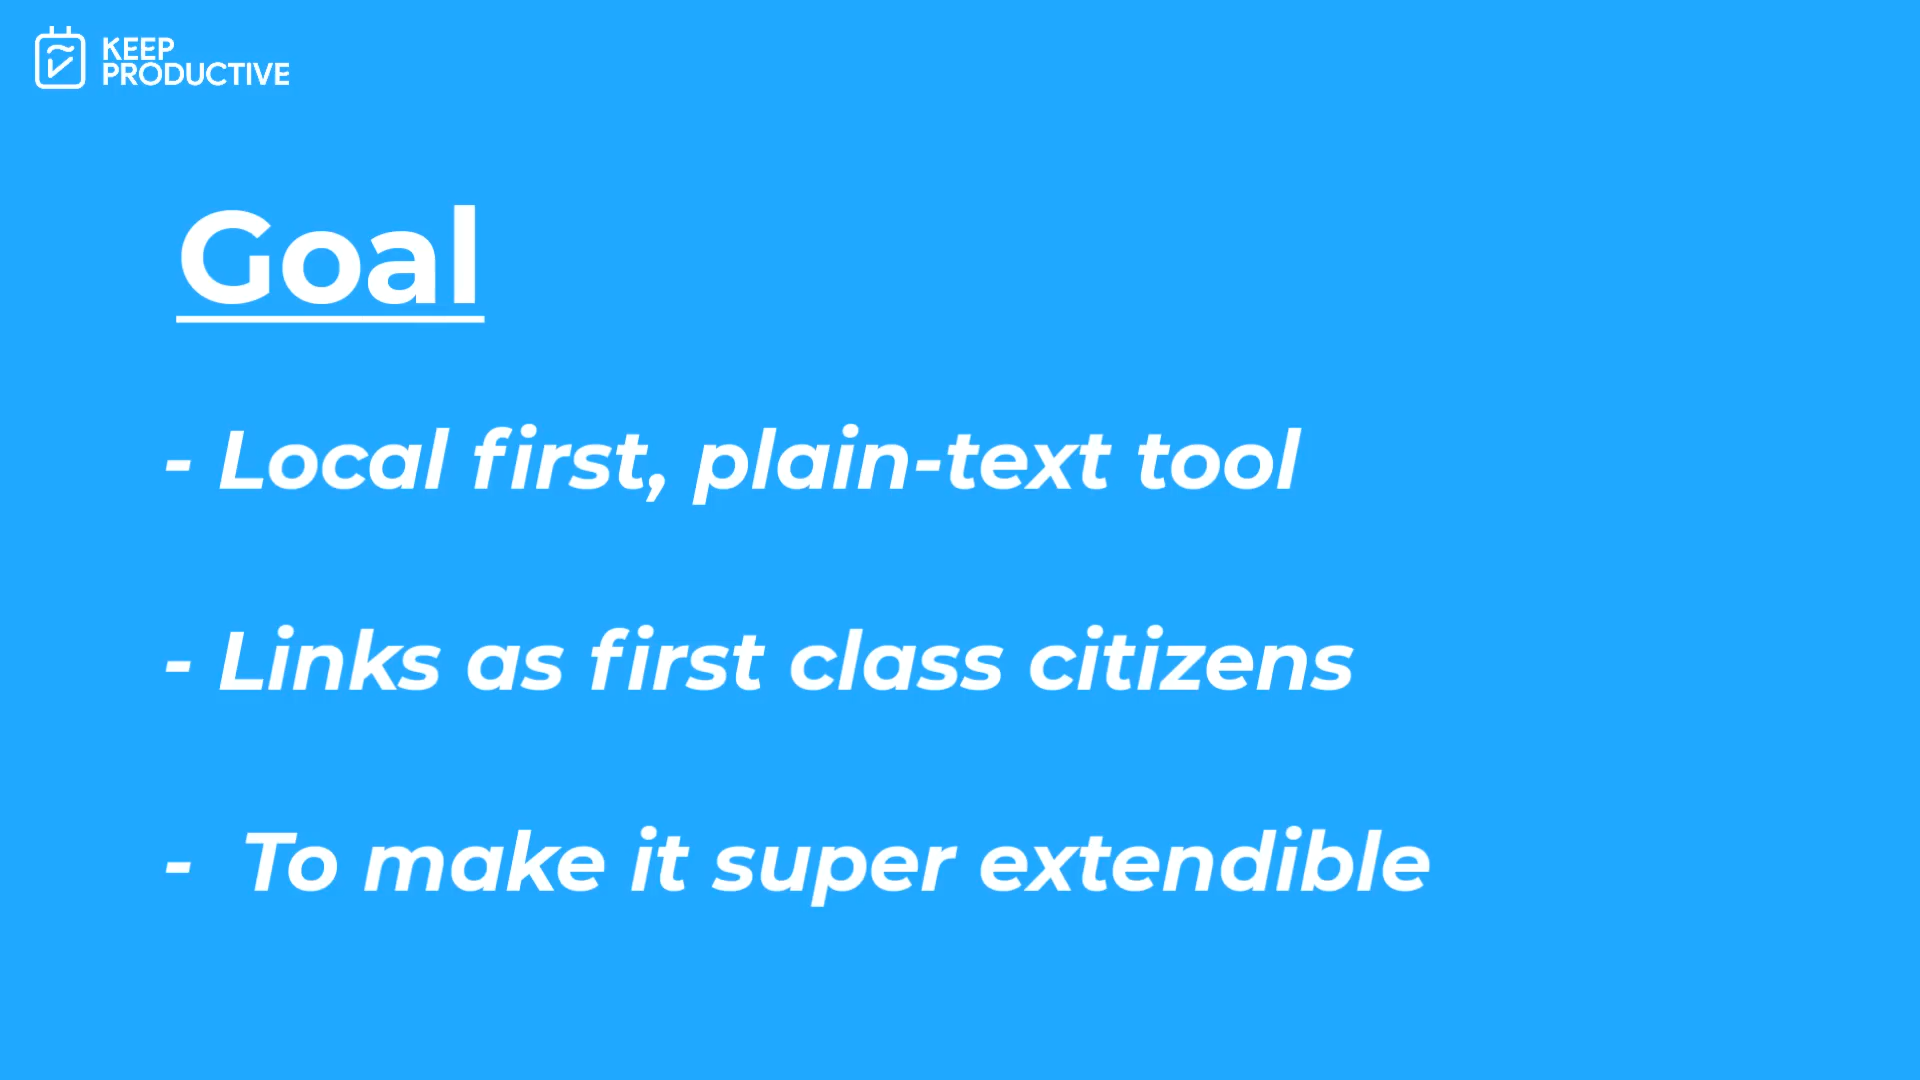 KEEP
PRODUCTIVE
Goal
- Local first, plain-text tool
- Links as first class citizens
- To make it super extendible